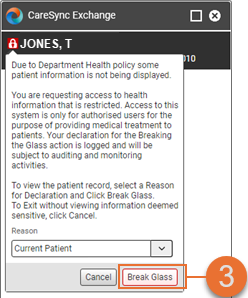 CareSync Exchange
JONES, T
010
Due to Department Health policy some
patient information is not being displayed.
You are requesting access to health
information that is restricted. Access to this
system is only for authorised users for the
purpose of providing medical treatment to
patients. Your declaration for the Breaking
the Glass action is logged and will be
subject to auditing and monitoring
activities.
To view the patient record, select a Reason
for Declaration and Click Break Glass.
To Exit without viewing information deemed
sensitive, click Cancel.
Reason
Current Patient
Cancel
Break Glass
3